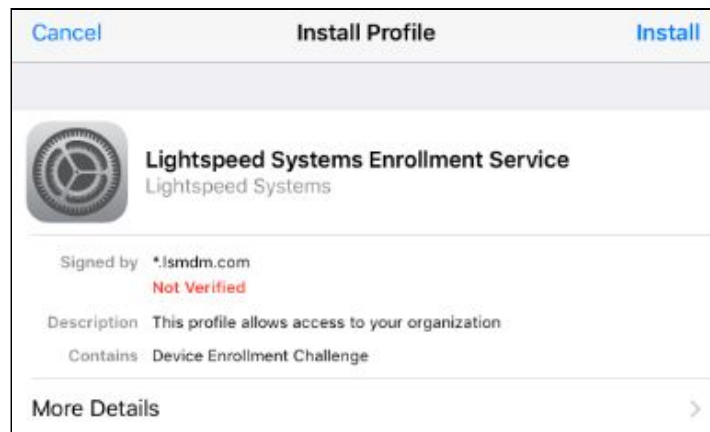 Cancel Install Profile Install
Lightspeed Systems Enrollment Service
Lightspeed Systems
Signed by *.lsmdm.com
Not Verified
Description This profile allows access to your organization
Contains Device Enrollment Challenge
More Details